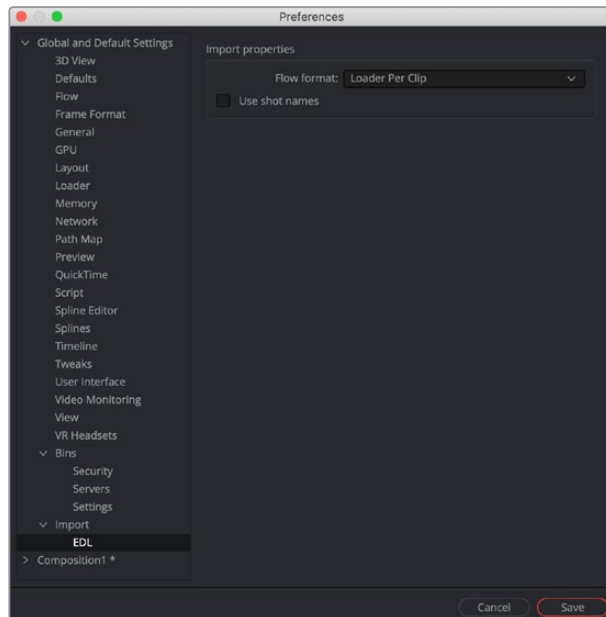 Preferences
Global and Default Settings
3D View
Defaults
Flow
Frame Format
General
GPU
Layout
Loader
Memory
Network
Path Map
Preview
QuickTime
Script
Spline Editor
Splines
Timeline
Tweaks
User Interface
Video Monitoring
View
VR Headsets
Bins
Security
Servers
Settings
Import
EDL
Composition1 *
Import properties
Flow format: Loader Per Clip
Use shot names
Cancel Save